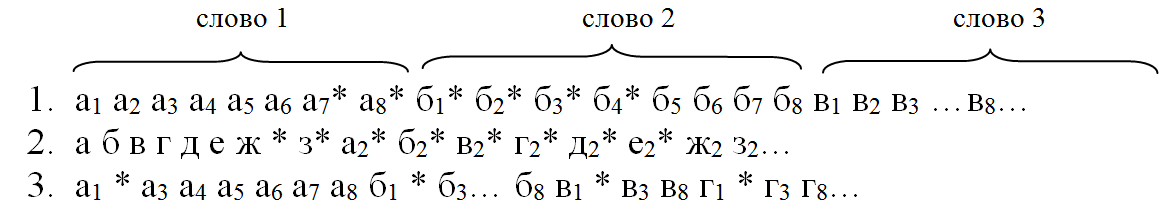 слово 1 слово 2 слово 3
1. а₁ а₂ а₃ а₄ а₅ а₆ а₇* а₈* б₁* б₂* б₃* б₄* б₅ б₆ б₇ б₈ в₁ в₂ в₃ …в₈…
2. а б в г д е ж * з* а₂* б₂* в₂* г₂* д₂* е₂* ж₂ з₂…
3. а₁ * а₃ а₄ а₅ а₆ а₇ а₈ б₁ * б₃… б₈ в₁ * в₃ в₈ г₁ * г₃ г₈…